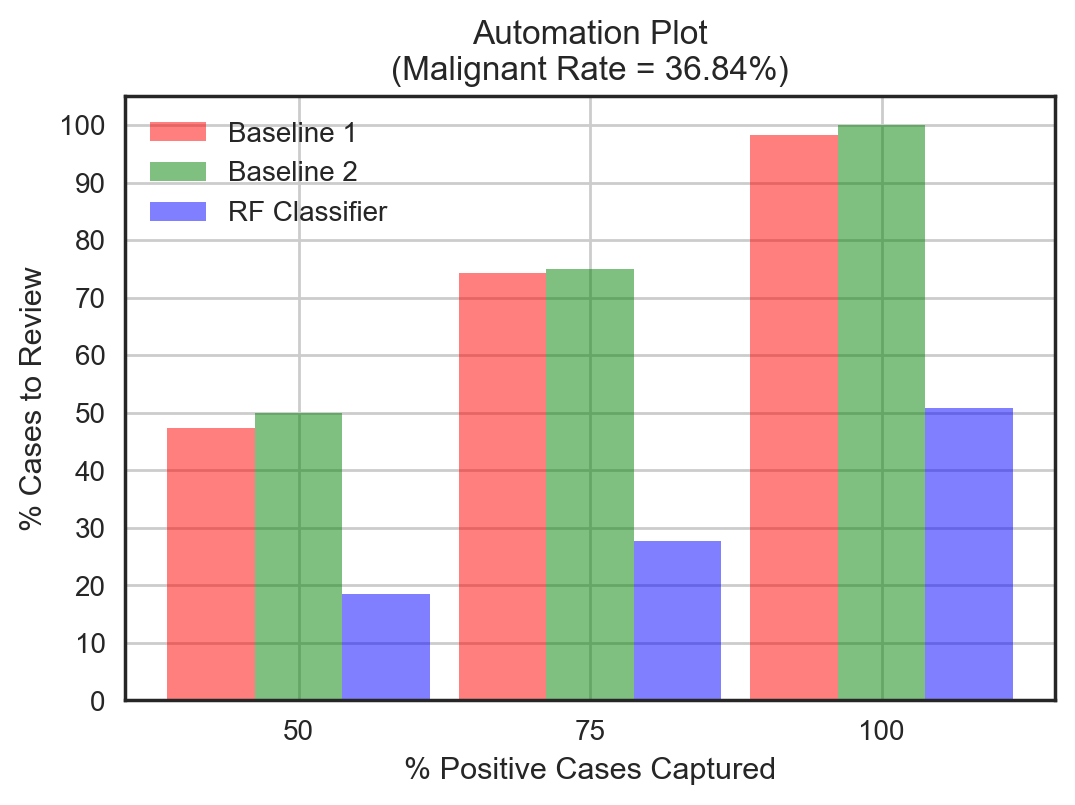 Automation Plot
(Malignant Rate = 36.84%)
Baseline 1
Baseline 2
RF Classifier
% Cases to Review
100
90
80
70
60
50
40
30
20
10
0
50
75
100
% Positive Cases Captured